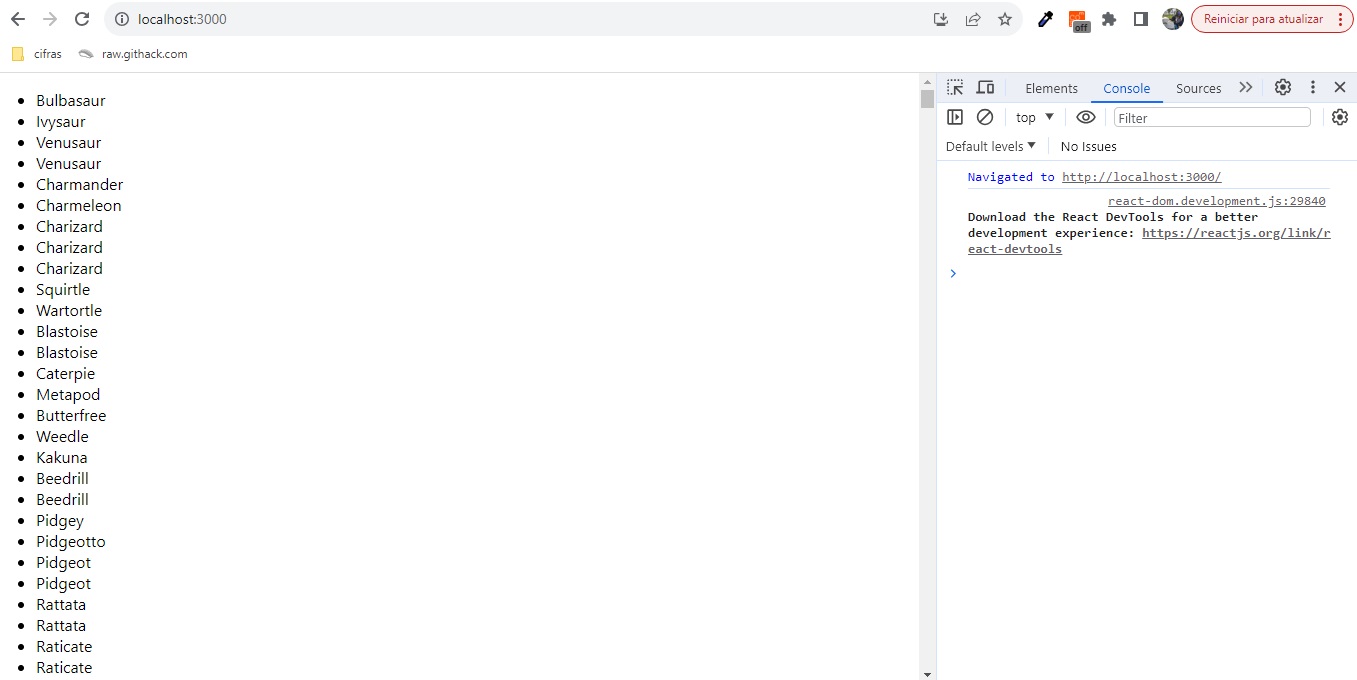 localhost:3000
off
Reiniciar para atualizar
cifras
raw.githack.com
Bulbasaur
Ivysaur
Venusaur
Venusaur
Charmander
Charmeleon
Charizard
Charizard
Charizard
Squirtle
Wartortle
Blastoise
Blastoise
Caterpie
Metapod
Butterfree
Weedle
Kakuna
Beedrill
Beedrill
Pidgey
Pidgeotto
Pidgeot
Pidgeot
Rattata
Rattata
Raticate
Raticate
Elements Console Sources
top Filter
Default levels No Issues
Navigated to http://localhost:3000/
react-dom.development.js:29840
Download the React DevTools for a better
development experience: https://reactjs.org/link/r
eact-devtools